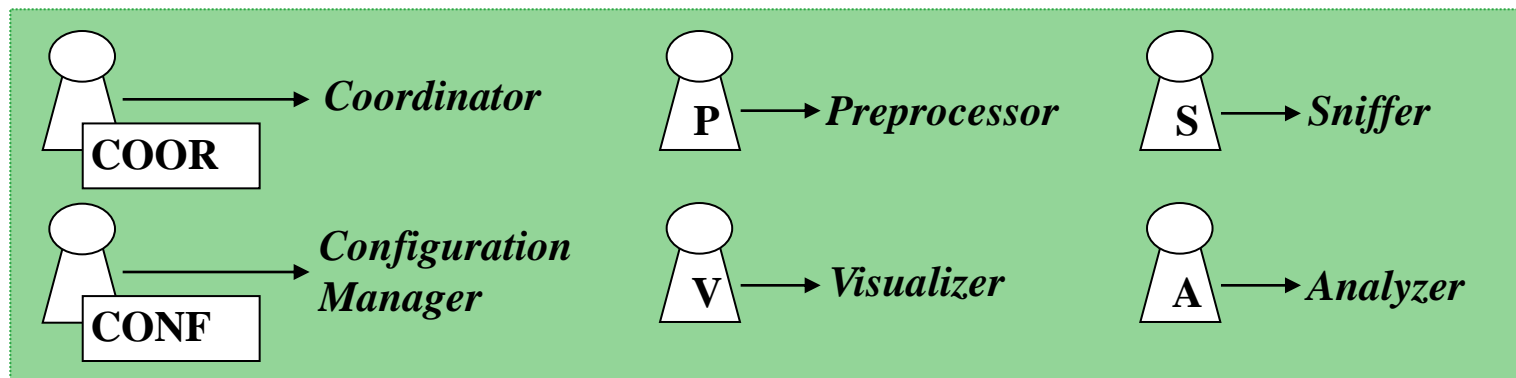 COOR
Coordinator
P
Preprocessor
S
Sniffer
CONF
Configuration
Manager
V
Visualizer
A
Analyzer